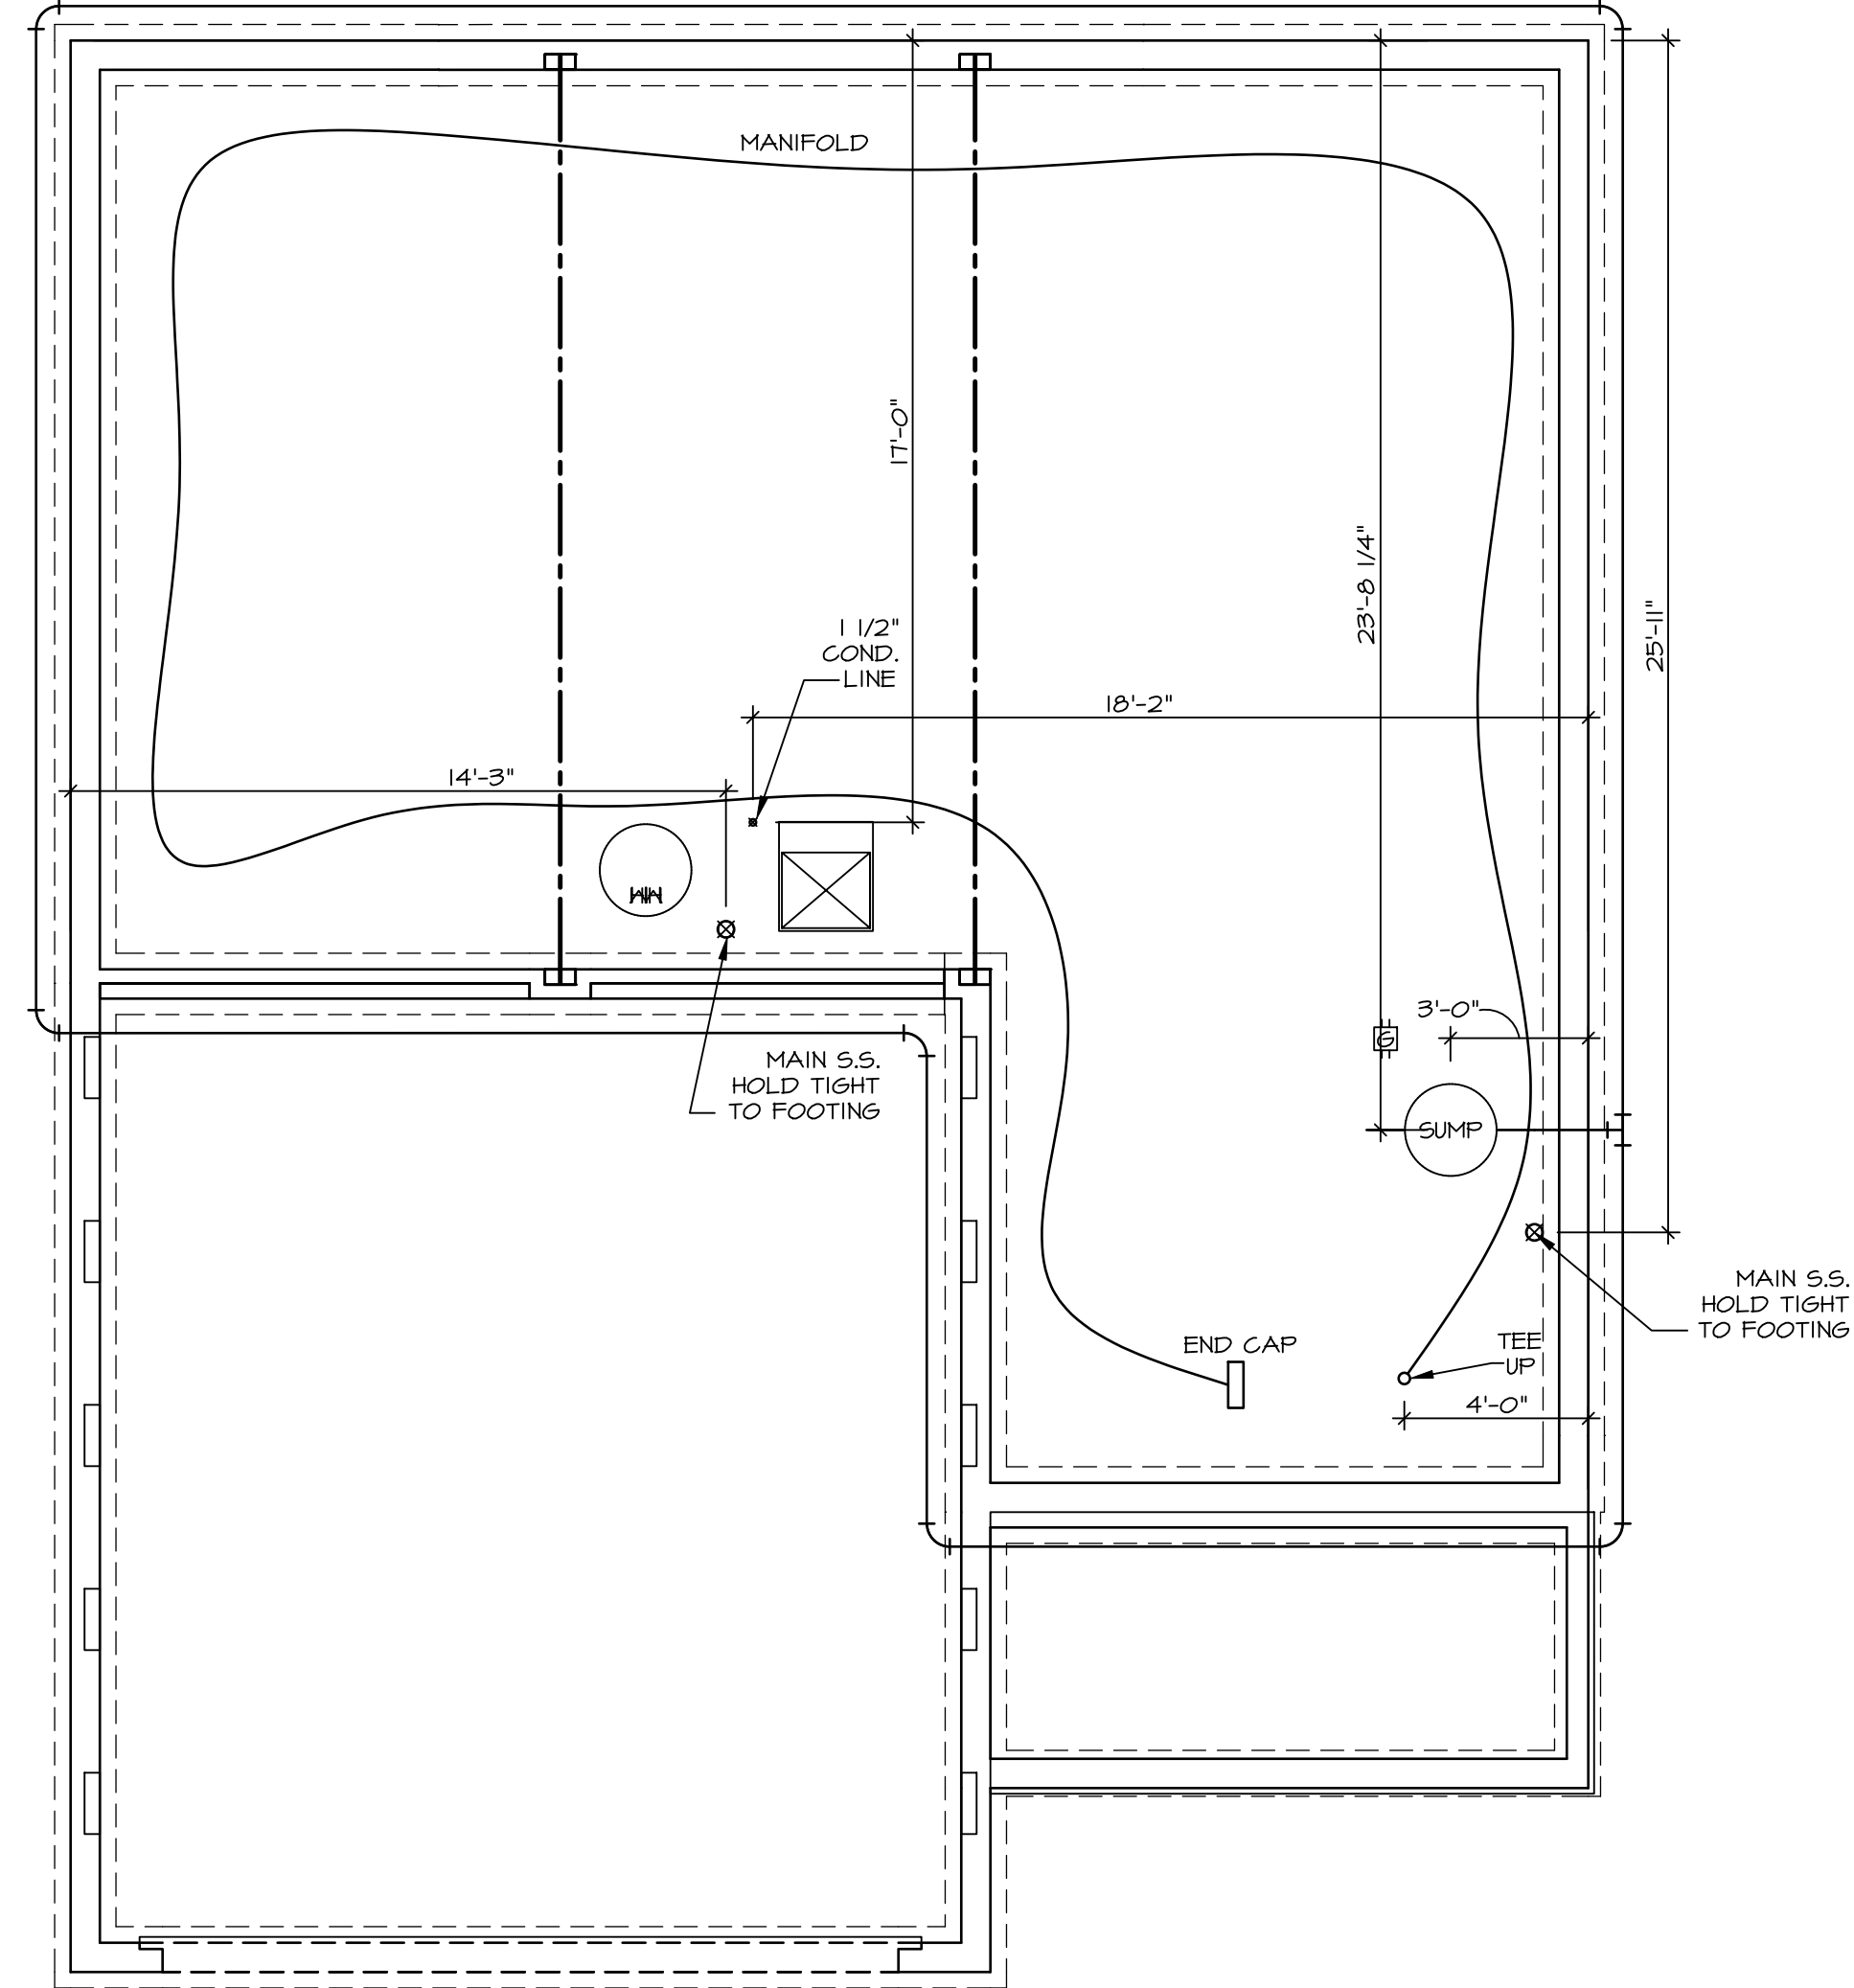 MANIFOLD
17'-0"
23'-8 1/4"
25'-11"
1 1/2"
COND.
LINE
18'-2"
14'-3"
3'-0"
G
MAIN S.S.
HOLD TIGHT
TO FOOTING
SUMP
MAIN S.S.
HOLD TIGHT
TO FOOTING
END CAP
TEE
UP
4'-0"